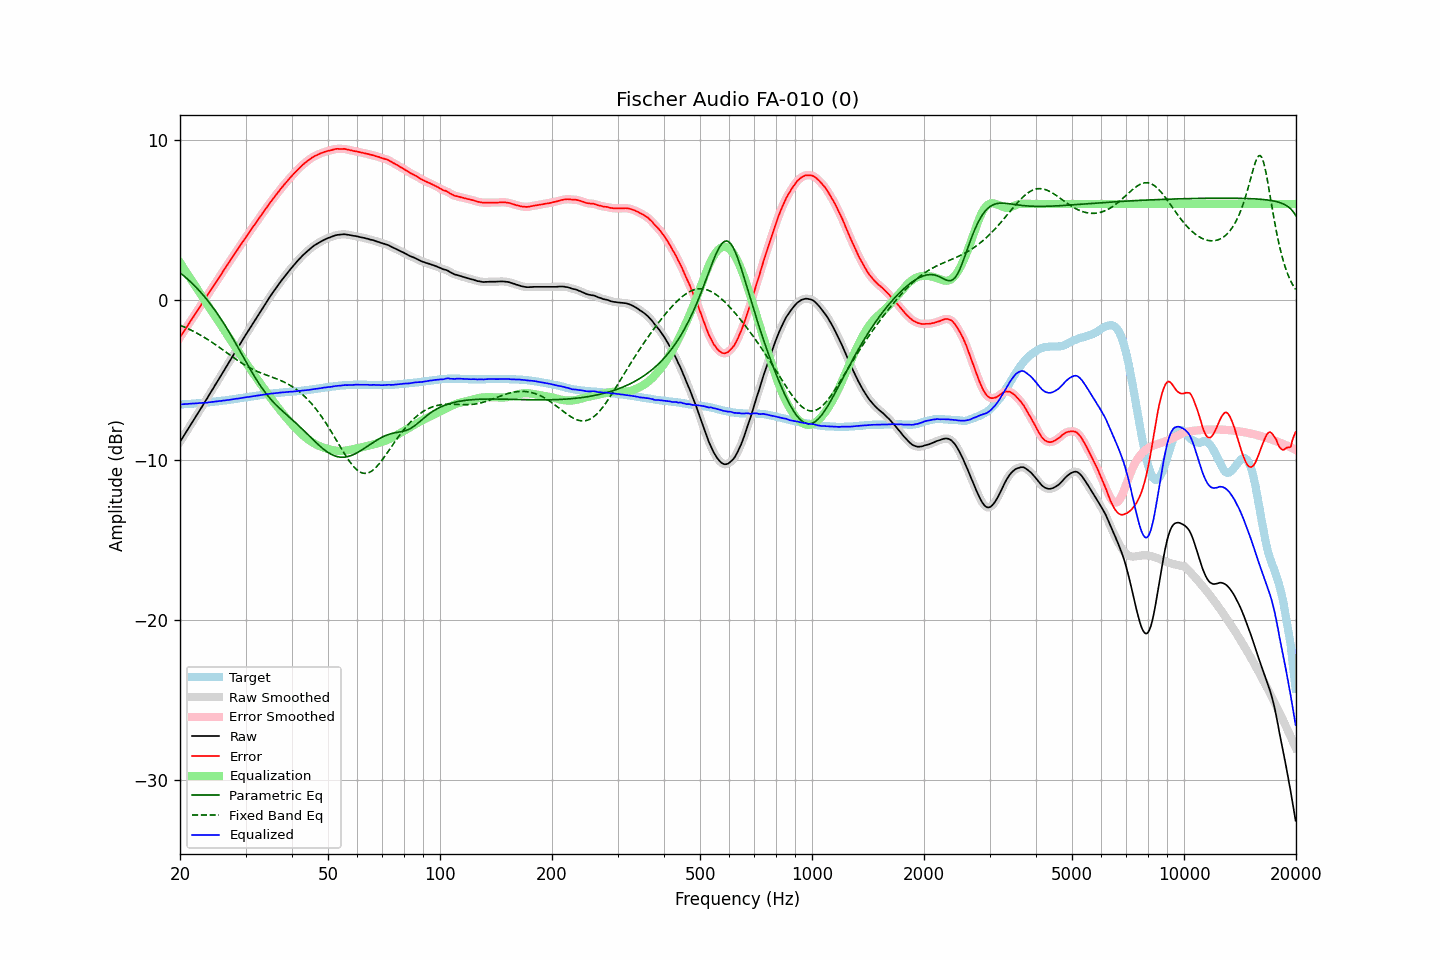 Fischer Audio FA-010 (0)
Amplitude (dBr)
10
0
−10
−20
−30
Target
Raw Smoothed
Error Smoothed
Raw
Error
Equalization
Parametric Eq
Fixed Band Eq
Equalized
20 50 100 200 500 1000 2000 5000 10000 20000
Frequency (Hz)